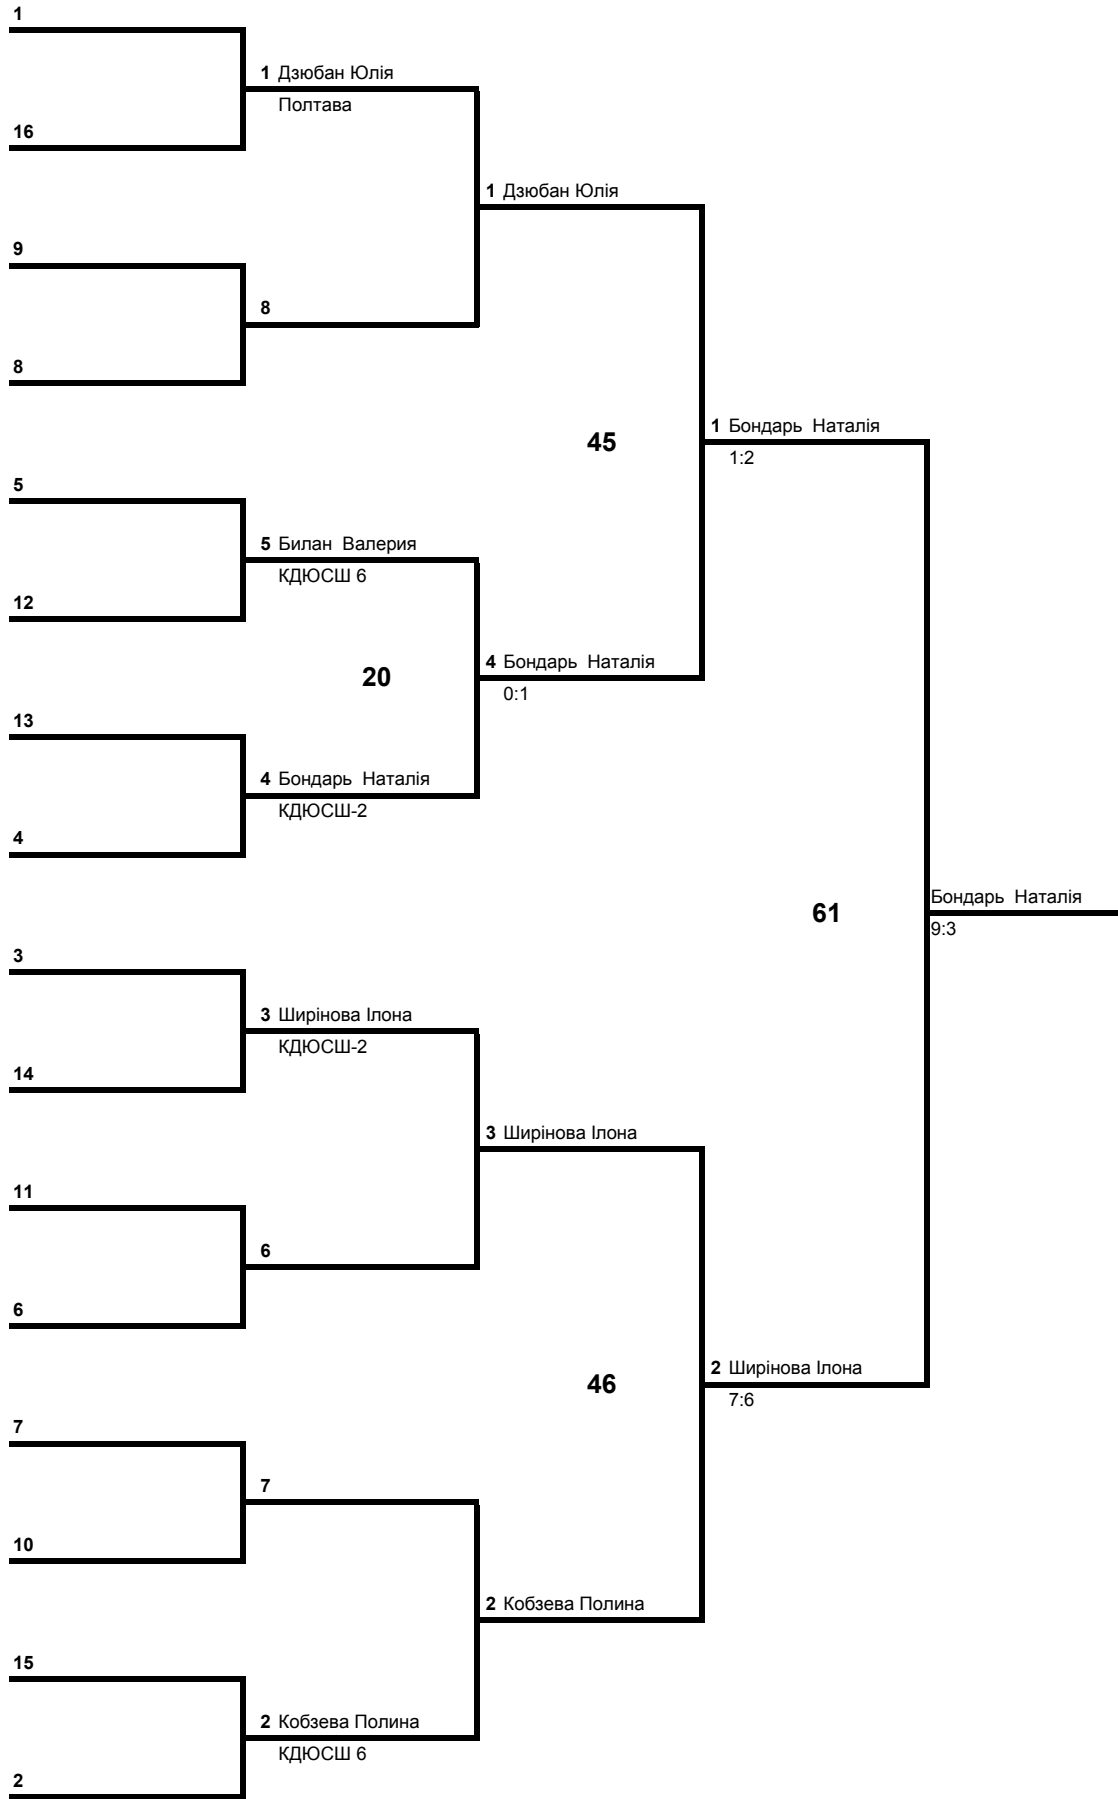 1
1 Дзюбан Юлія
Полтава
16
1 Дзюбан Юлія
9
8
8
1 Бондарь  Наталія
45
1:2
5
5 Билан  Валерия
КДЮСШ 6
12
4 Бондарь  Наталія
20
0:1
13
4 Бондарь  Наталія
КДЮСШ-2
4
Бондарь  Наталія
61
9:3
3
3 Ширінова Ілона
КДЮСШ-2
14
3 Ширінова Ілона
11
6
6
2 Ширінова Ілона
46
7:6
7
7
10
2 Кобзева Полина
15
2 Кобзева Полина
КДЮСШ 6
2